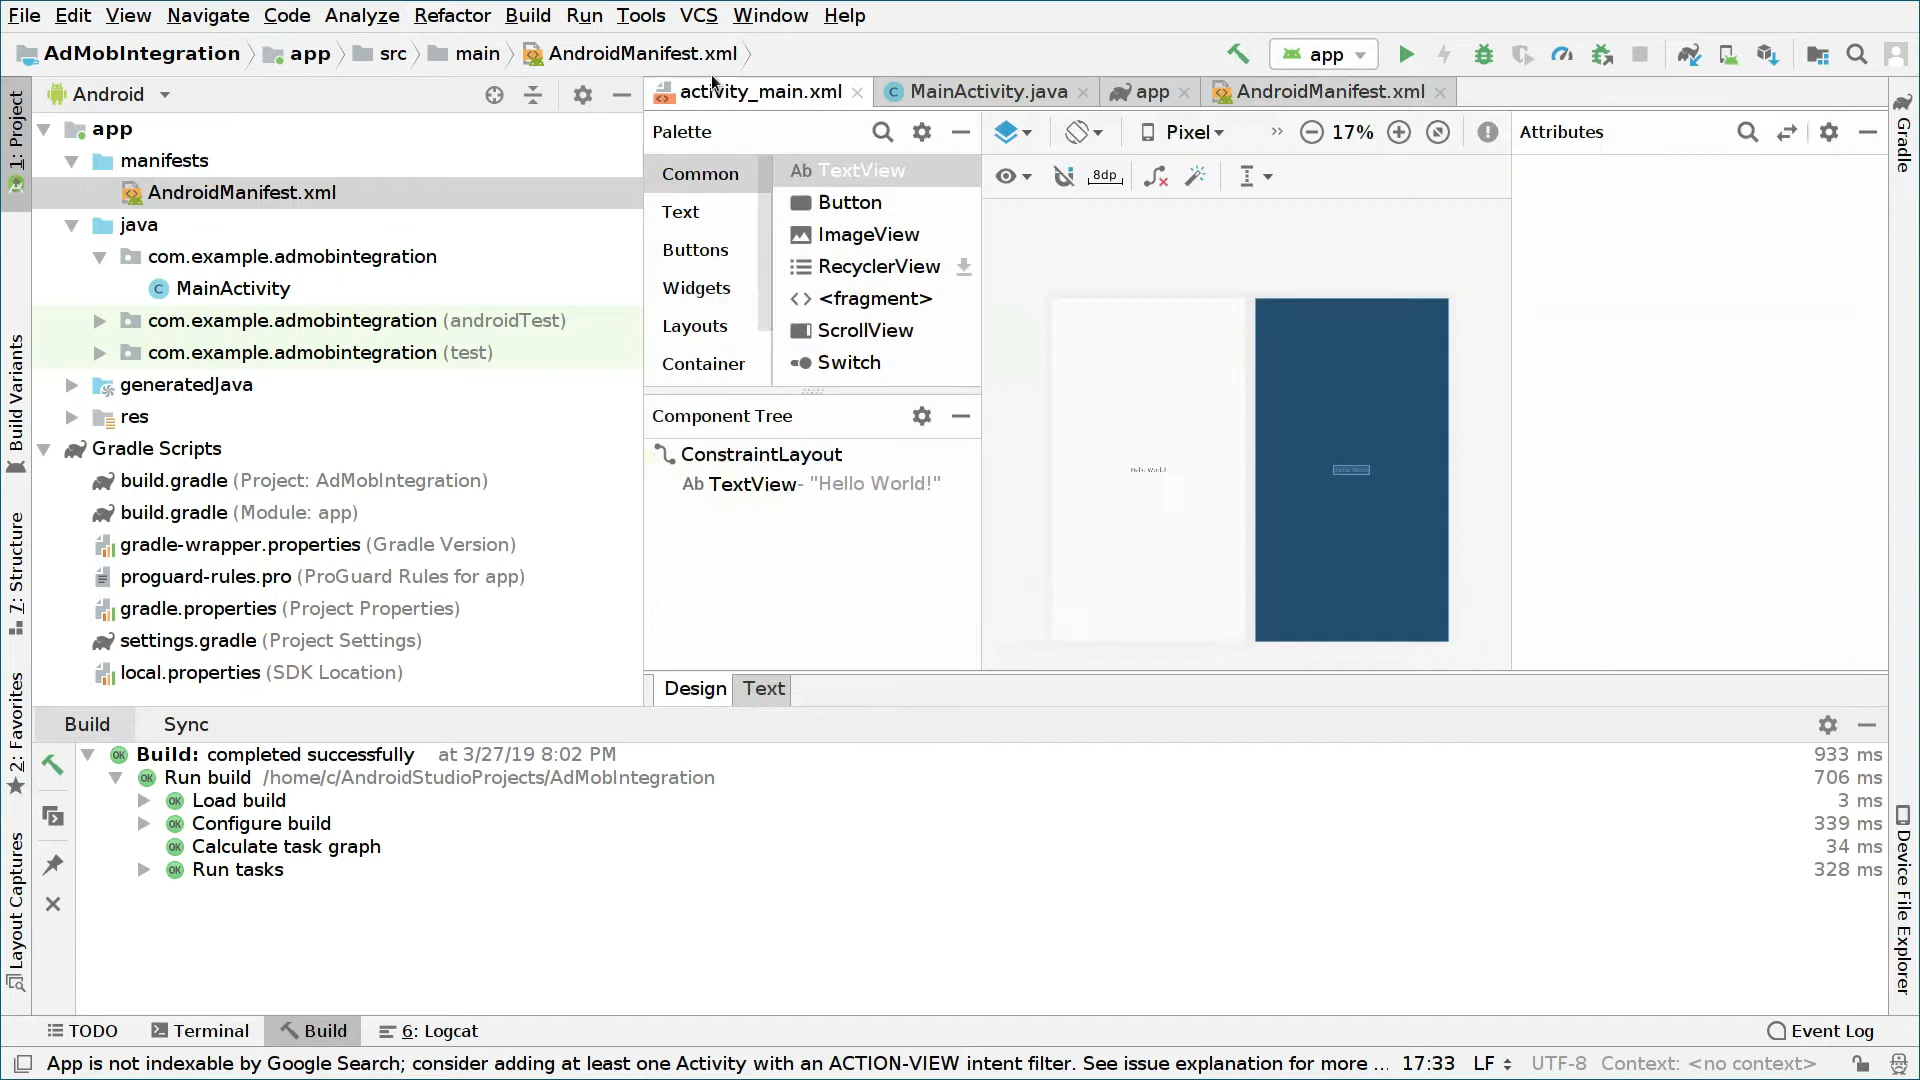 File Edit View Navigate Code Analyze Refactor Build Run Tools VCS Window Help
AdMobIntegration app src main AndroidManifest.xml app
Android
activity_main.xml MainActivity.java app AndroidManifest.xml
1: Project
Build Variants
7: Structure
2: Favorites
Layout Captures
app
manifests
AndroidManifest.xml
java
com.example.admobintegration
MainActivity
com.example.admobintegration (androidTest)
com.example.admobintegration (test)
generatedJava
res
Gradle Scripts
build.gradle (Project: AdMobIntegration)
build.gradle (Module: app)
gradle-wrapper.properties (Gradle Version)
proguard-rules.pro (ProGuard Rules for app)
gradle.properties (Project Properties)
settings.gradle (Project Settings)
local.properties (SDK Location)
Palette
Common
Text
Buttons
Widgets
Layouts
Container
Ab TextView
Button
ImageView
RecyclerView
<fragment>
ScrollView
Switch
Component Tree
ConstraintLayout
Ab TextView- "Hello World!"
Pixel 17%
8dp
Hello World!
Attributes
Gradle
Device File Explorer
Design Text
Build Sync
OK Build: completed successfully at 3/27/19 8:02 PM 933 ms
OK Run build /home/c/AndroidStudioProjects/AdMobIntegration 706 ms
OK Load build 3 ms
OK Configure build 339 ms
OK Calculate task graph 34 ms
OK Run tasks 328 ms
TODO Terminal Build 6: Logcat Event Log
App is not indexable by Google Search; consider adding at least one Activity with an ACTION-VIEW intent filter. See issue explanation for more ... 17:33 LF UTF-8 Context: <no context>